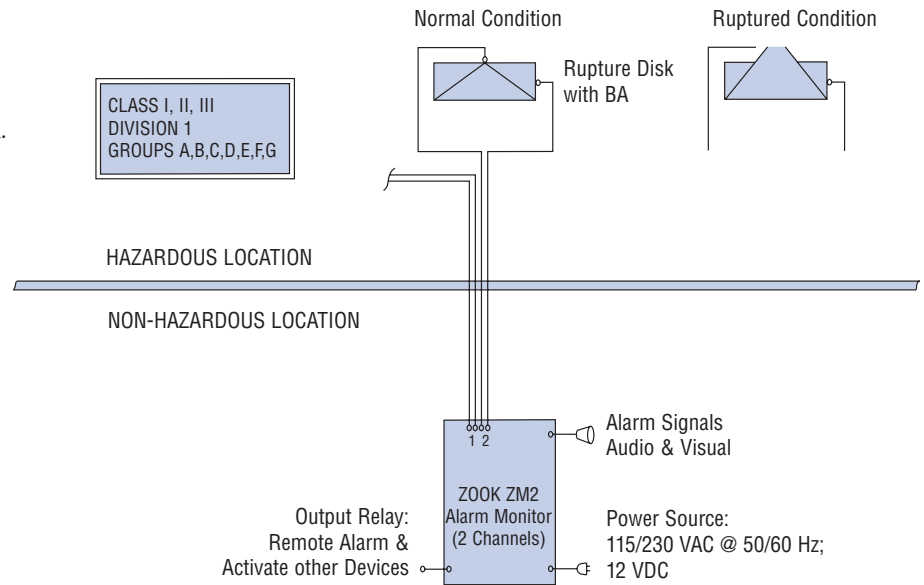 Normal Condition
Ruptured Condition
Rupture Disk
with BA
CLASS I, II, III
DIVISION 1
GROUPS A,B,C,D,E,F,G
HAZARDOUS LOCATION
NON-HAZARDOUS LOCATION
1 2
Alarm Signals
Audio & Visual
ZOOK ZM2
Alarm Monitor
(2 Channels)
Output Relay:
Remote Alarm &
Activate other Devices
Power Source:
115/230 VAC @ 50/60 Hz;
12 VDC